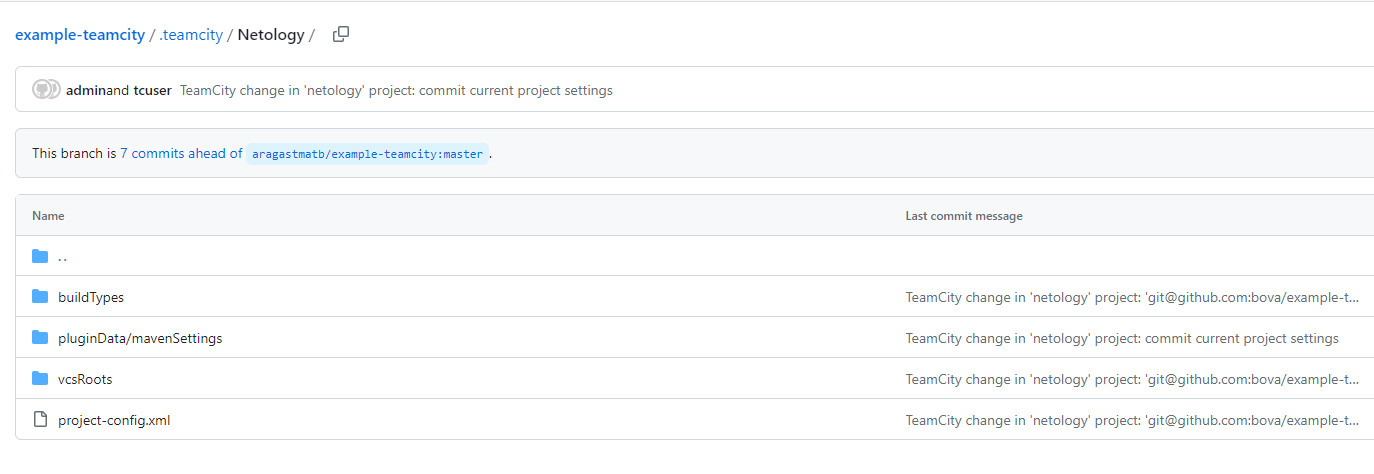 example-teamcity / .teamcity / Netology /
adminand tcuser TeamCity change in 'netology' project: commit current project settings
This branch is 7 commits ahead of aragastmatb/example-teamcity:master .
Name Last commit message
..
buildTypes TeamCity change in 'netology' project: 'git@github.com:bova/example-t...
pluginData/mavenSettings TeamCity change in 'netology' project: commit current project settings
vcsRoots TeamCity change in 'netology' project: 'git@github.com:bova/example-t...
project-config.xml TeamCity change in 'netology' project: 'git@github.com:bova/example-t...